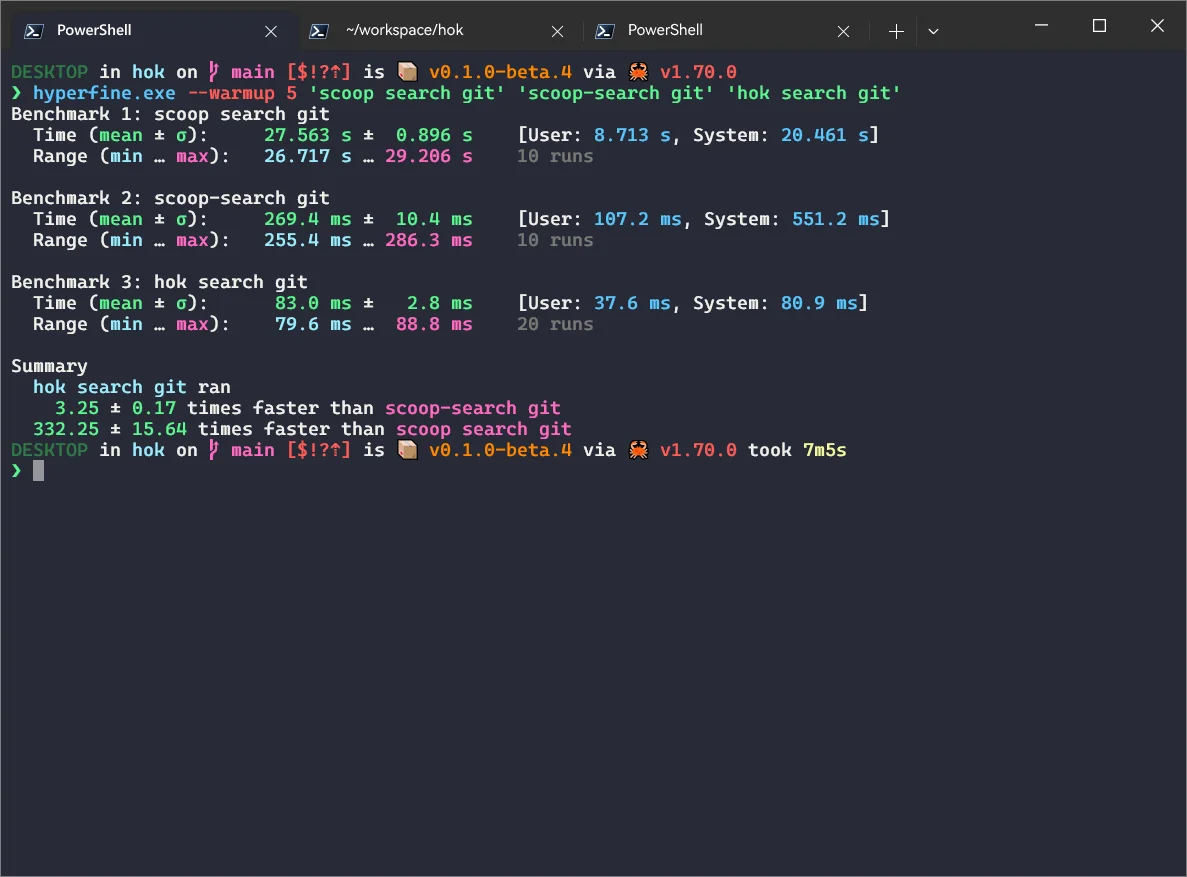 PowerShell
~/workspace/hok
PowerShell
DESKTOP in hok on main [$!?⇡] is 📦 v0.1.0-beta.4 via 🦀 v1.70.0
❯ hyperfine.exe --warmup 5 'scoop search git' 'scoop-search git' 'hok search git'
Benchmark 1: scoop search git
Time (mean ± σ): 27.563 s ± 0.896 s [User: 8.713 s, System: 20.461 s]
Range (min … max): 26.717 s … 29.206 s 10 runs
Benchmark 2: scoop-search git
Time (mean ± σ): 269.4 ms ± 10.4 ms [User: 107.2 ms, System: 551.2 ms]
Range (min … max): 255.4 ms … 286.3 ms 10 runs
Benchmark 3: hok search git
Time (mean ± σ): 83.0 ms ± 2.8 ms [User: 37.6 ms, System: 80.9 ms]
Range (min … max): 79.6 ms … 88.8 ms 20 runs
Summary
hok search git ran
3.25 ± 0.17 times faster than scoop-search git
332.25 ± 15.64 times faster than scoop search git
DESKTOP in hok on main [$!?⇡] is 📦 v0.1.0-beta.4 via 🦀 v1.70.0 took 7m5s
❯